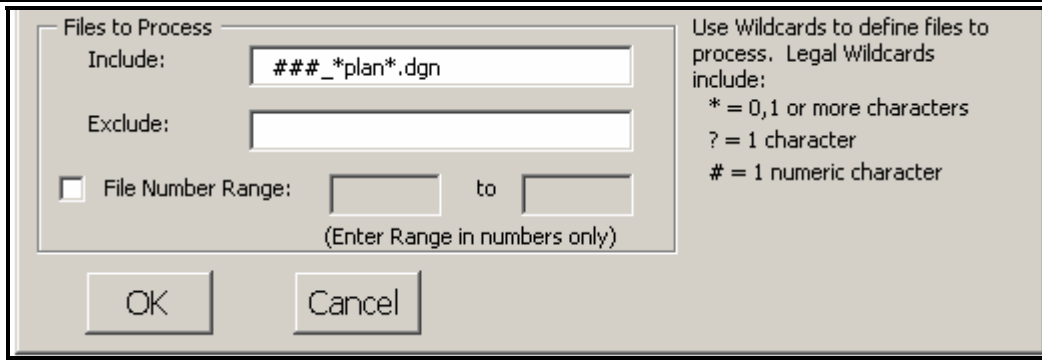 Files to Process
Include: ###_*plan*.dgn
Exclude:
File Number Range: to
(Enter Range in numbers only)
OK Cancel
Use Wildcards to define files to
process. Legal Wildcards
include:
* = 0,1 or more characters
? = 1 character
# = 1 numeric character